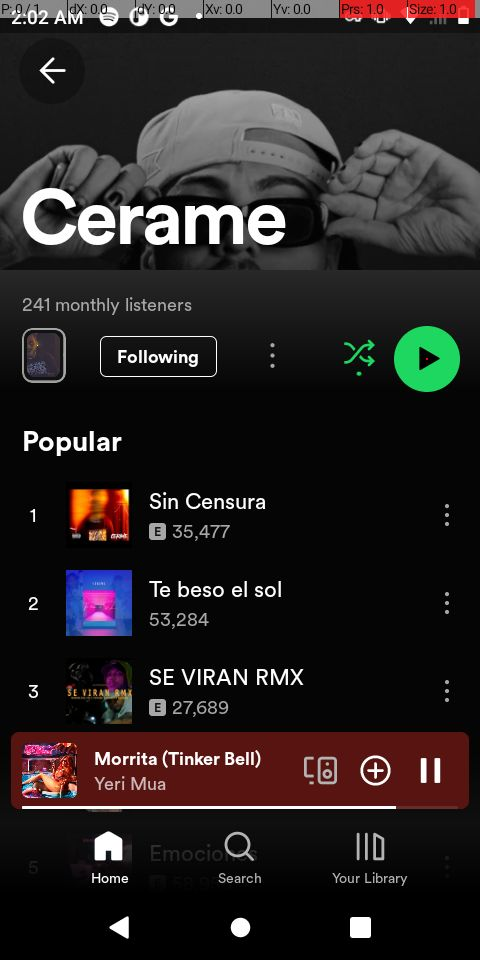 P: 0 / 1 dX: 0.0 dY: 0.0 Xv: 0.0 Yv: 0.0 Prs: 1.0 Size: 1.0
2:02 AM
Cerame
241 monthly listeners
Following
Popular
1
Sin Censura
E 35,477
2
Te beso el sol
53,284
3
SE VIRAN RMX
SE VIRAN RMX
E 27,689
Morrita (Tinker Bell)
Yeri Mua
5
Emociones
Home
Search
Your Library